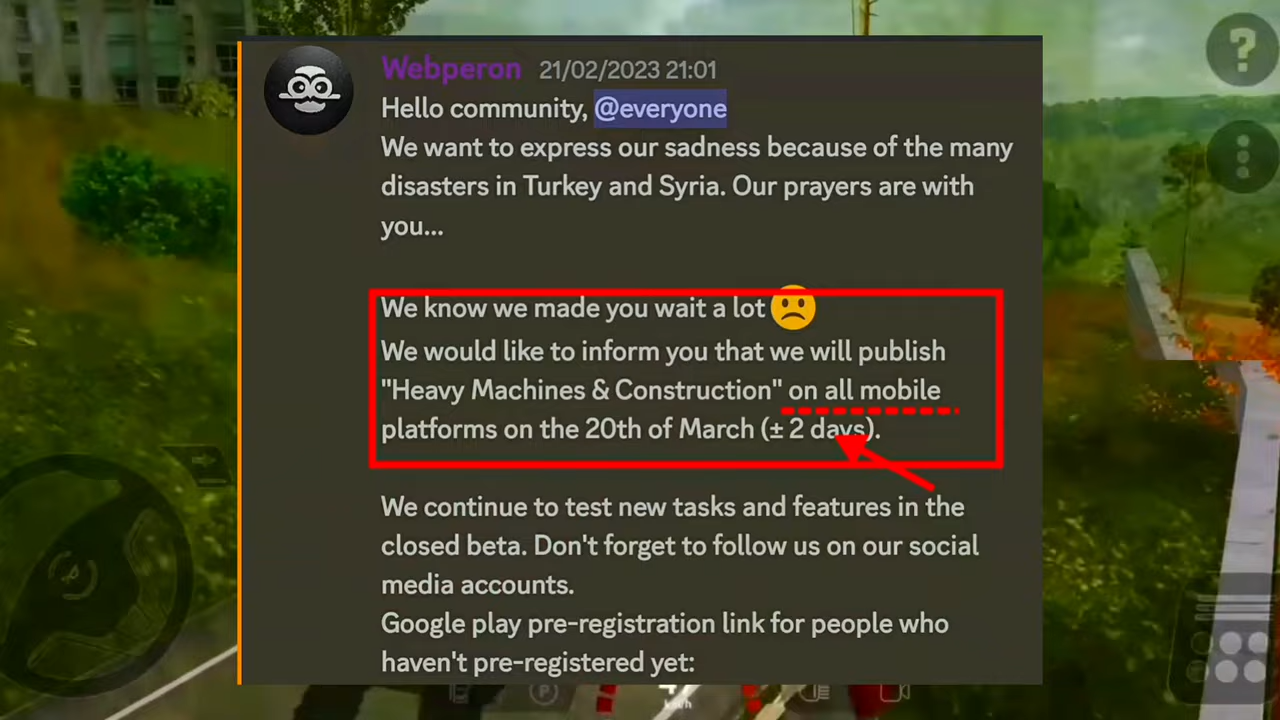 Webperon 21/02/2023 21:01
Hello community, @everyone
We want to express our sadness because of the many
disasters in Turkey and Syria. Our prayers are with
you...
We know we made you wait a lot 🙁
We would like to inform you that we will publish
"Heavy Machines & Construction" on all mobile
platforms on the 20th of March (± 2 days).
We continue to test new tasks and features in the
closed beta. Don't forget to follow us on our social
media accounts.
Google play pre-registration link for people who
haven't pre-registered yet:
?
P
km/h